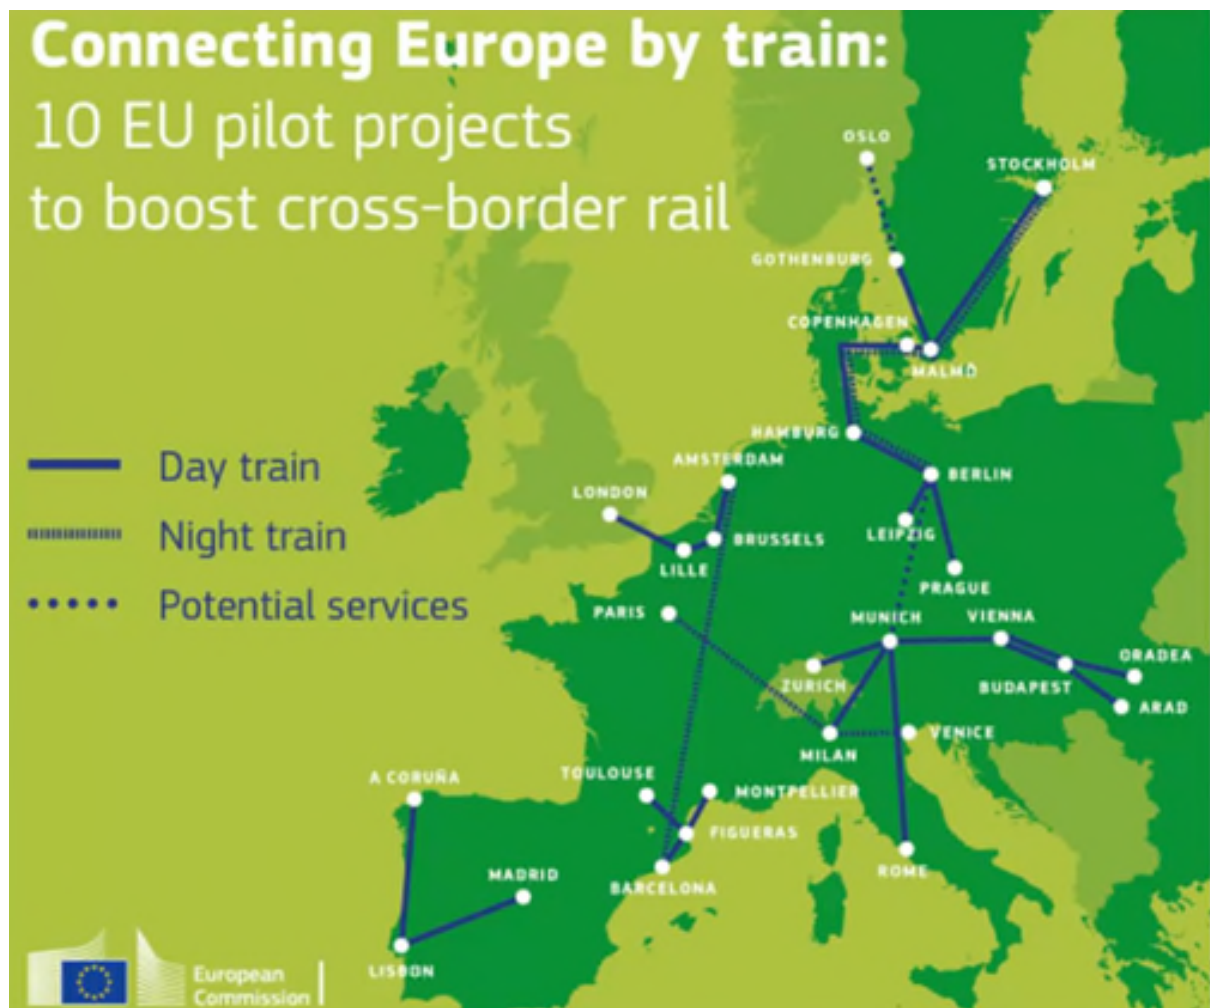 Connecting Europe by train:
10 EU pilot projects
to boost cross-border rail
OSLO
STOCKHOLM
GOTHENBURG
COPENHAGEN
MALMÖ
HAMBURG
AMSTERDAM
BERLIN
Day train
LONDON
LEIPZIG
Night train
BRUSSELS
LILLE
PRAGUE
Potential services
PARIS
MUNICH
VIENNA
ORADEA
ZURICH
BUDAPEST
ARAD
VENICE
MILAN
A CORUÑA
TOULOUSE
MONTPELLIER
FIGUERAS
MADRID
BARCELONA
ROME
LISBON
European
Commission